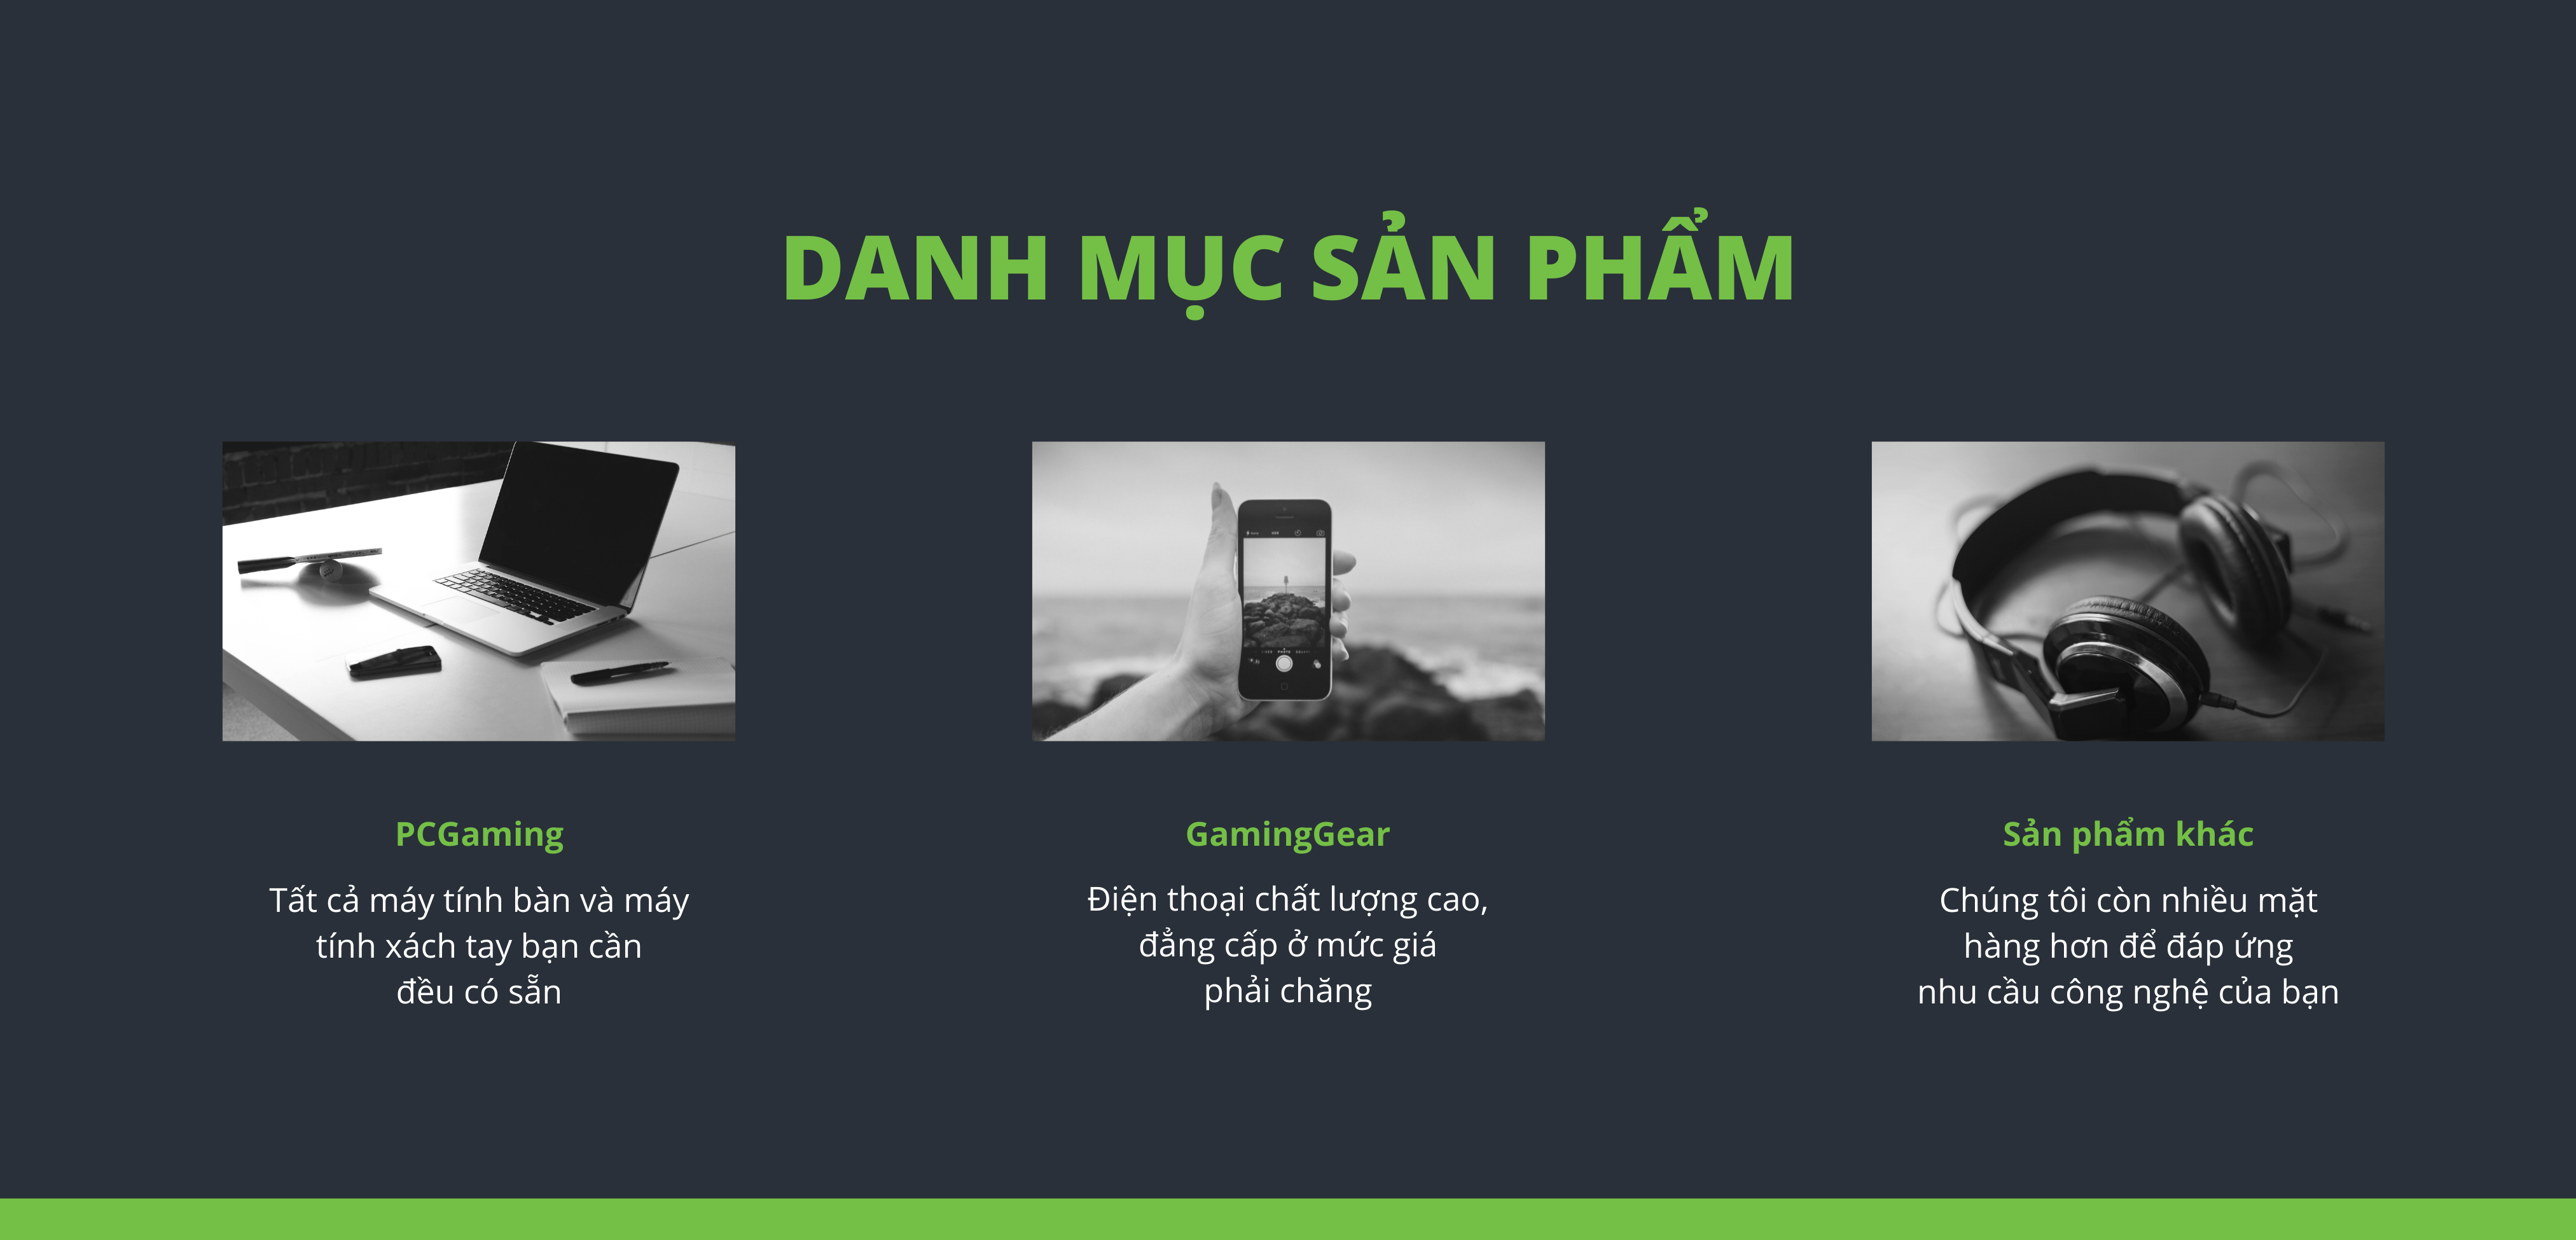 DANH MỤC SẢN PHẨM
PCGaming
Tất cả máy tính bàn và máy
tính xách tay bạn cần
đều có sẵn
GamingGear
Điện thoại chất lượng cao,
đẳng cấp ở mức giá
phải chăng
Sản phẩm khác
Chúng tôi còn nhiều mặt
hàng hơn để đáp ứng
nhu cầu công nghệ của bạn